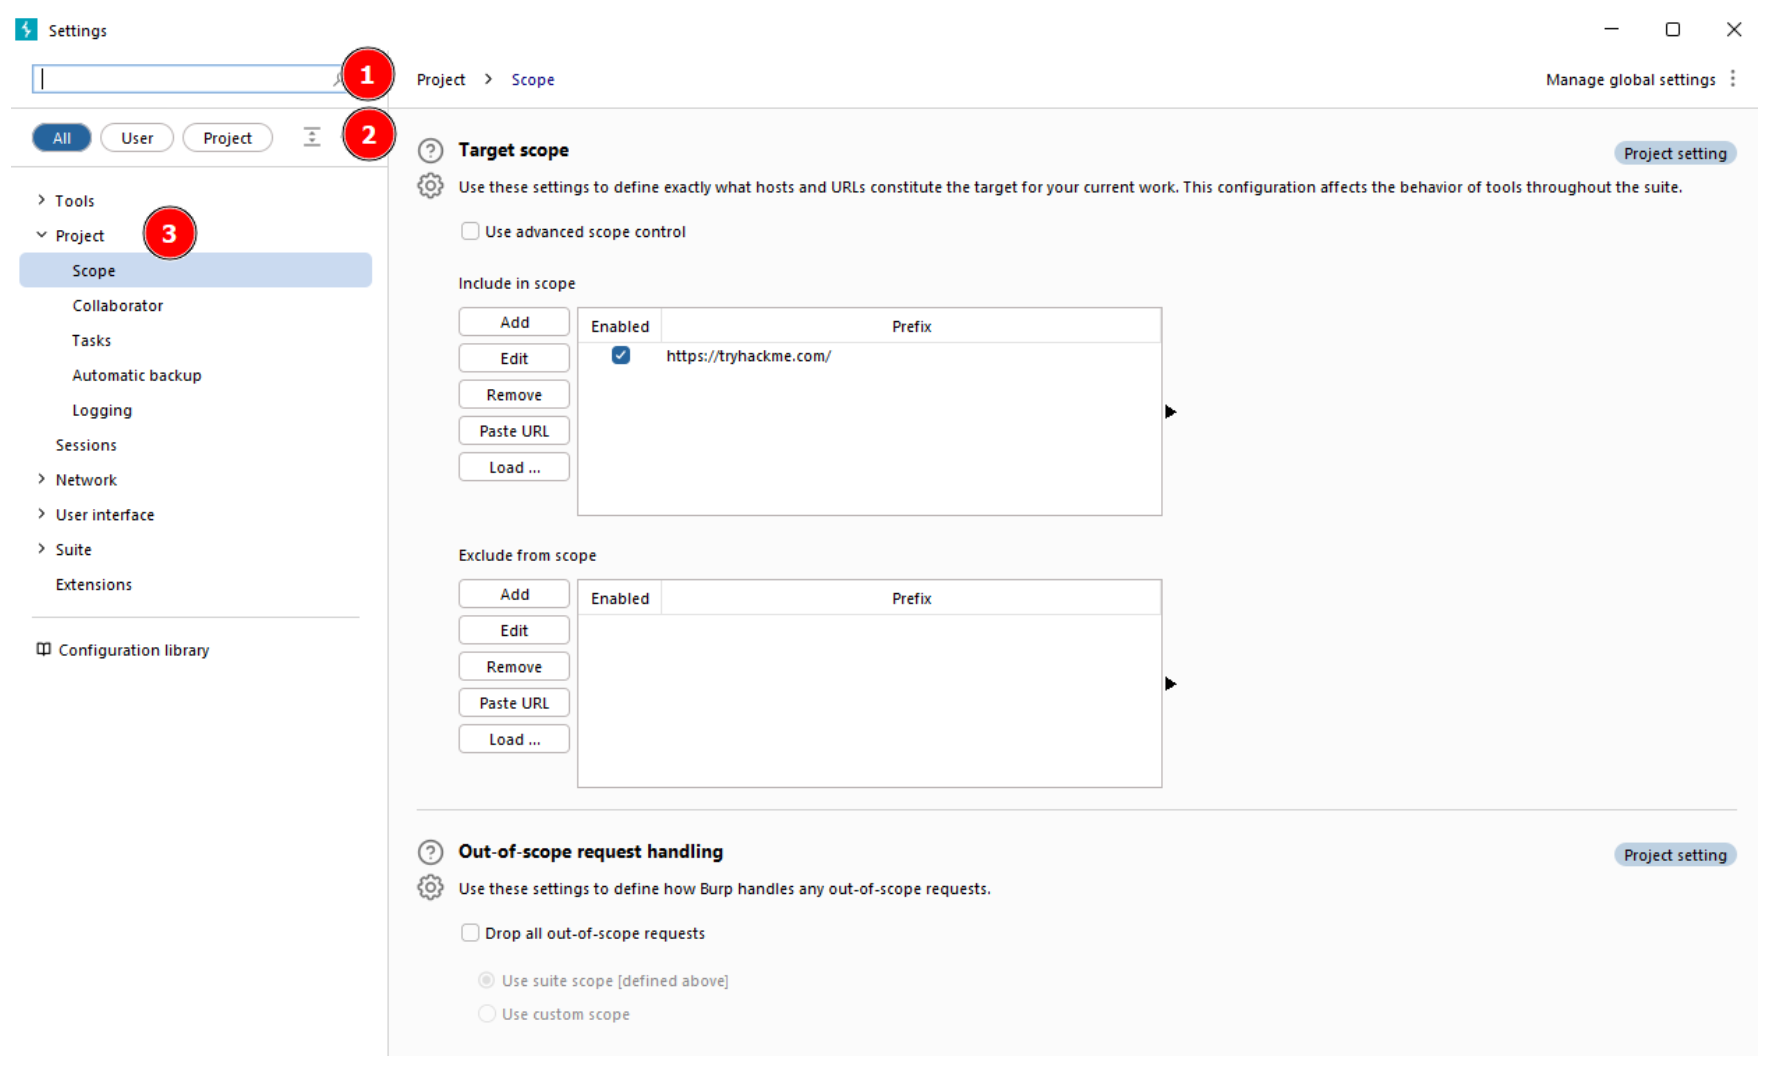 Settings
1
Project > Scope
Manage global settings
All
User
Project
2
Target scope
Project setting
Use these settings to define exactly what hosts and URLs constitute the target for your current work. This configuration affects the behavior of tools throughout the suite.
Tools
Project
3
Scope
Collaborator
Tasks
Automatic backup
Logging
Sessions
Network
User interface
Suite
Extensions
Configuration library
Use advanced scope control
Include in scope
Add
Edit
Remove
Paste URL
Load ...
Enabled
Prefix
https://tryhackme.com/
Exclude from scope
Add
Edit
Remove
Paste URL
Load ...
Enabled
Prefix
Out-of-scope request handling
Project setting
Use these settings to define how Burp handles any out-of-scope requests.
Drop all out-of-scope requests
Use suite scope [defined above]
Use custom scope